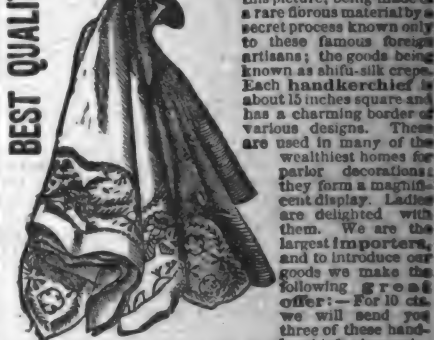 BEST QUALI
this picture, being made
a rare fiorous material by a
secret process known only
to these famous foreign
artisans; the goods being
known as shifu-silk crepe.
Each handkerchief is
about 15 inches square and
has a charming border of
various designs. These
are used in many of the
wealthiest homes for
parlor decorations;
they form a magnifi-
cent display. Ladies
are delighted with
them. We are the
largest importers,
and to introduce our
goods we make the
following great
offer:—For 10 cts.
we will send you
three of these hand-